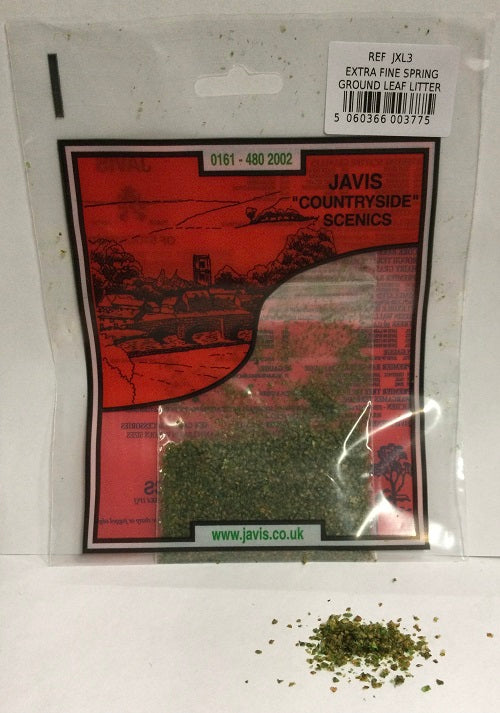 REF JXL3
EXTRA FINE SPRING
GROUND LEAF LITTER
5 060366 003775
0161 - 480 2002
JAVIS
"COUNTRYSIDE"
SCENICS
www.javis.co.uk